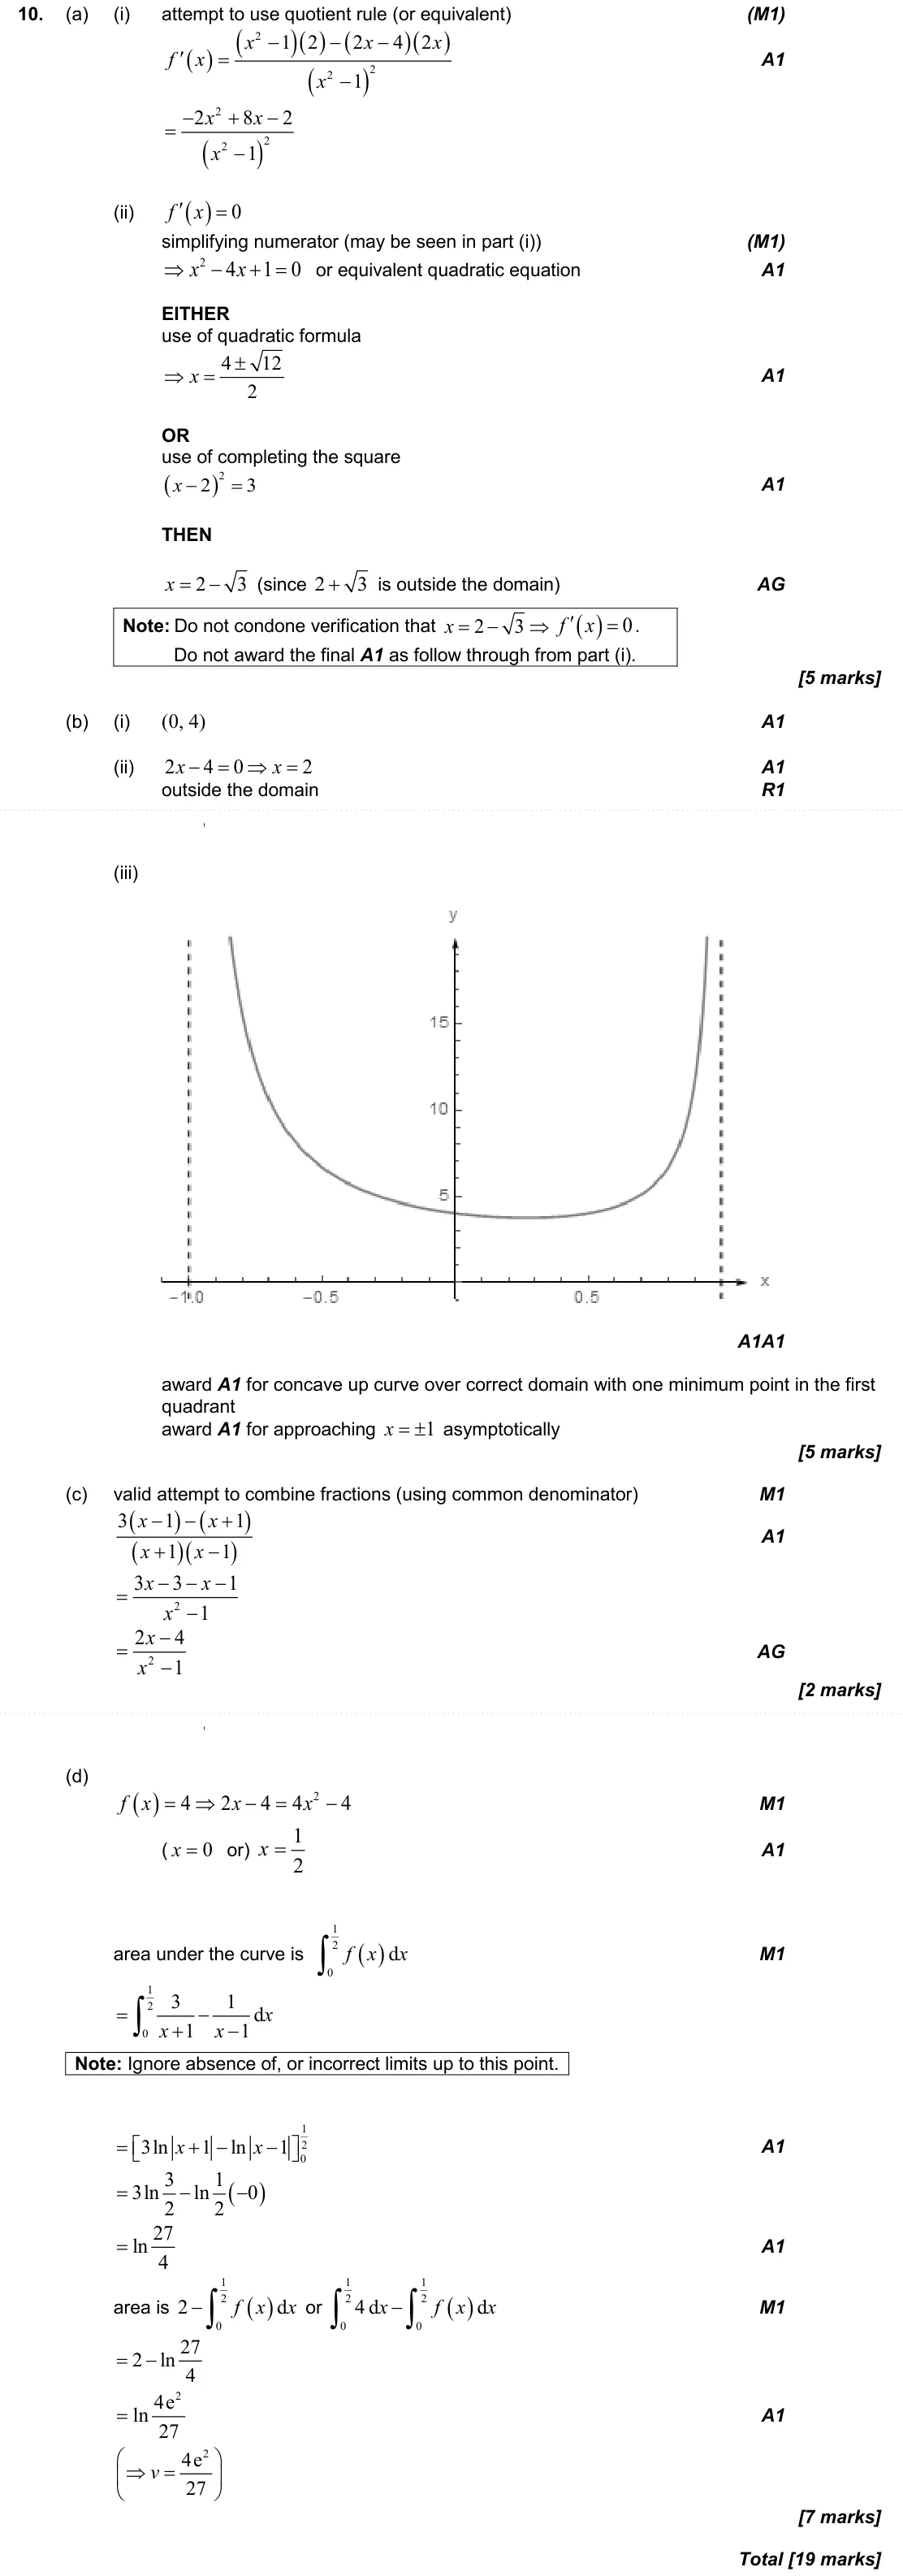 10. (a) (i) attempt to use quotient rule (or equivalent) (M1)
f′(x) = ((x² − 1)(2) − (2x − 4)(2x)) / (x² − 1)² A1
= (−2x² + 8x − 2) / (x² − 1)²
(ii) f′(x) = 0
simplifying numerator (may be seen in part (i)) (M1)
⇒ x² − 4x + 1 = 0 or equivalent quadratic equation A1
EITHER
use of quadratic formula
⇒ x = (4 ± √12) / 2 A1
OR
use of completing the square
(x − 2)² = 3 A1
THEN
x = 2 − √3 (since 2 + √3 is outside the domain) AG
Note: Do not condone verification that x = 2 − √3 ⇒ f′(x) = 0.
Do not award the final A1 as follow through from part (i).
[5 marks]
(b) (i) (0, 4) A1
(ii) 2x − 4 = 0 ⇒ x = 2 A1
outside the domain R1
(iii)
y
15
10
5
x
−1.0 −0.5 0.5
A1A1
award A1 for concave up curve over correct domain with one minimum point in the first
quadrant
award A1 for approaching x = ±1 asymptotically
[5 marks]
(c) valid attempt to combine fractions (using common denominator) M1
(3(x − 1) − (x + 1)) / ((x + 1)(x − 1)) A1
= (3x − 3 − x − 1) / (x² − 1)
= (2x − 4) / (x² − 1) AG
[2 marks]
(d)
f(x) = 4 ⇒ 2x − 4 = 4x² − 4 M1
(x = 0 or) x = 1/2 A1
area under the curve is ∫₀^(1/2) f(x) dx M1
= ∫₀^(1/2) 3/(x + 1) − 1/(x − 1) dx
Note: Ignore absence of, or incorrect limits up to this point.
= [3 ln|x + 1| − ln|x − 1|]₀^(1/2) A1
= 3 ln 3/2 − ln 1/2 (−0)
= ln 27/4 A1
area is 2 − ∫₀^(1/2) f(x) dx or ∫₀^(1/2) 4 dx − ∫₀^(1/2) f(x) dx M1
= 2 − ln 27/4
= ln 4e²/27 A1
(⇒ v = 4e²/27)
[7 marks]
Total [19 marks]